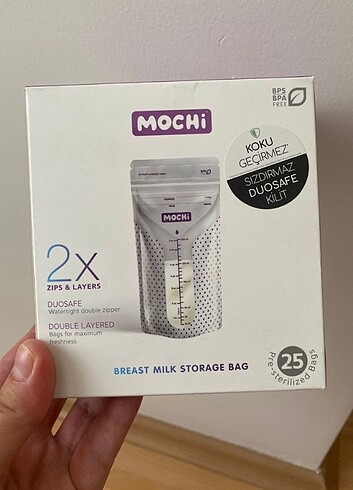 BPS
BPA
FREE
MOCHi
KOKU
GEÇİRMEZ
SIZDIRMAZ
DUOSAFE
KİLİT
MOCHi
2X
ZIPS & LAYERS
DUOSAFE
Watertight double zipper
DOUBLE LAYERED
Bags for maximum
freshness
25
Pre-sterilized Bags
BREAST MILK STORAGE BAG